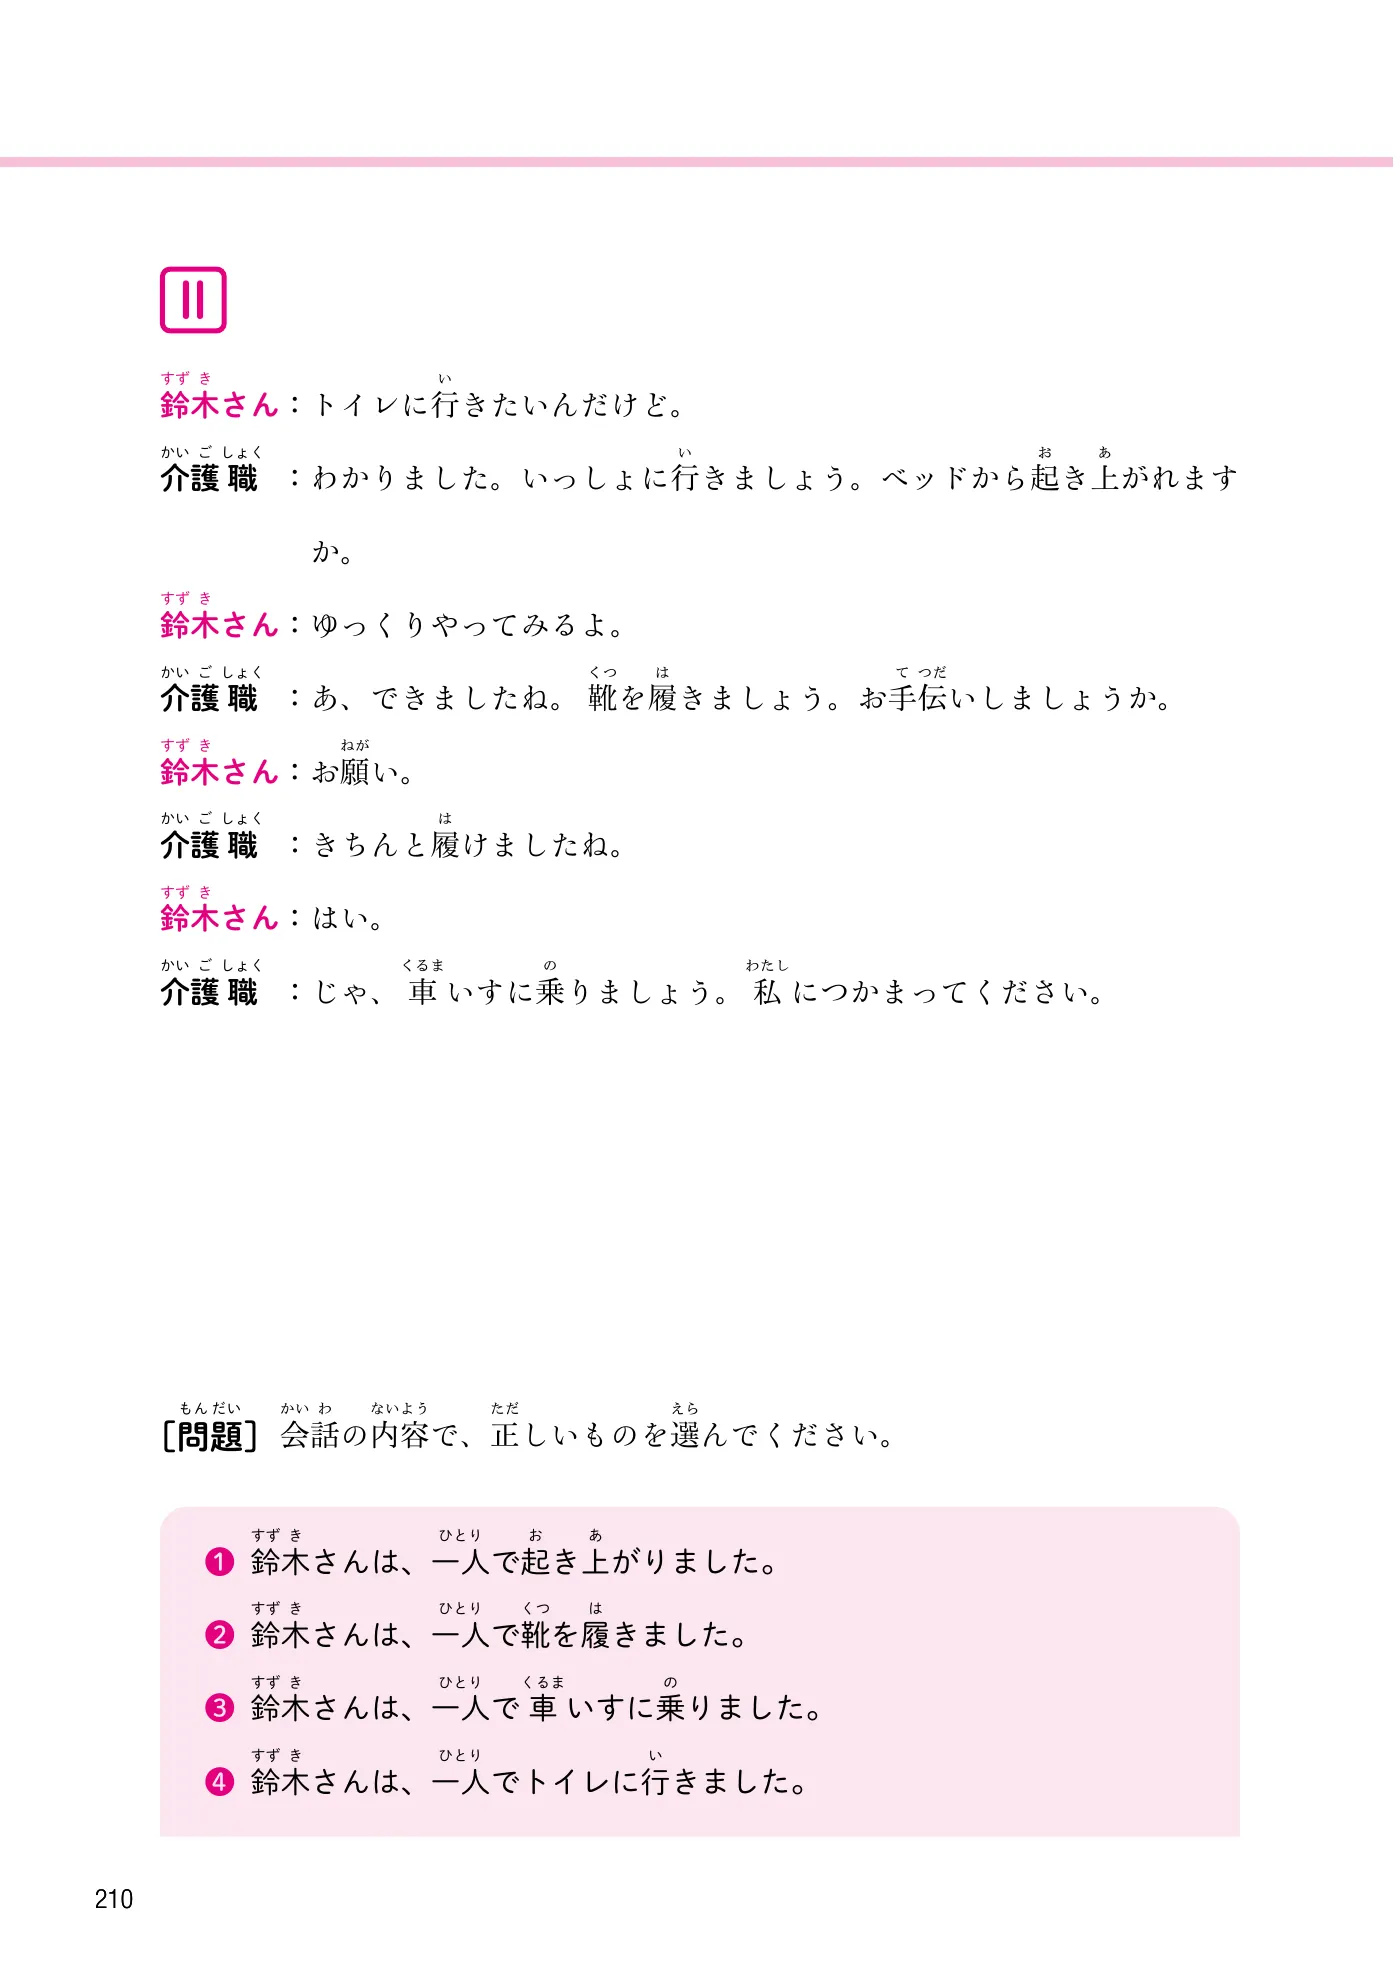 11
鈴木さん：トイレに行きたいんだけど。
介護職：わかりました。いっしょに行きましょう。ベッドから起き上がれます
か。
鈴木さん：ゆっくりやってみるよ。
介護職：あ、できましたね。靴を履きましょう。お手伝いしましょうか。
鈴木さん：お願い。
介護職：きちんと履けましたね。
鈴木さん：はい。
介護職：じゃ、車いすに乗りましょう。私につかまってください。
［問題］ 会話の内容で、正しいものを選んでください。
❶ 鈴木さんは、一人で起き上がりました。
❷ 鈴木さんは、一人で靴を履きました。
❸ 鈴木さんは、一人で車いすに乗りました。
❹ 鈴木さんは、一人でトイレに行きました。
210